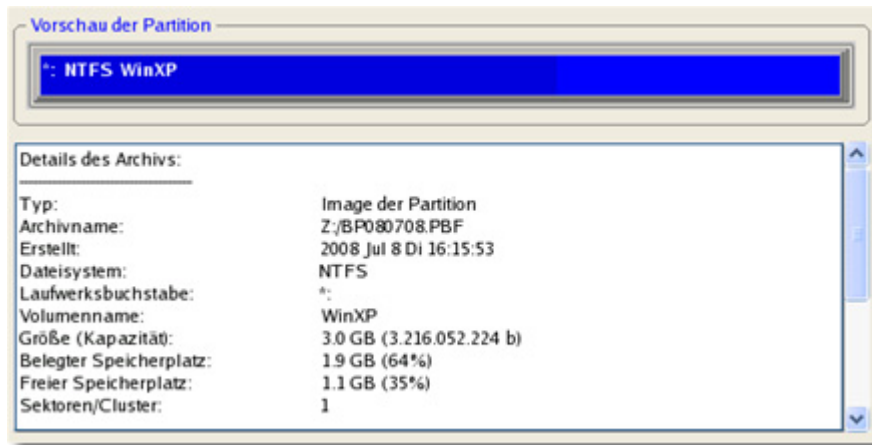 Vorschau der Partition
*: NTFS WinXP
Details des Archivs:
Typ: Image der Partition
Archivname: Z:/BP080708.PBF
Erstellt: 2008 Jul 8 Di 16:15:53
Dateisystem: NTFS
Laufwerksbuchstabe: *:
Volumenname: WinXP
Größe (Kapazität): 3.0 GB (3.216.052.224 b)
Belegter Speicherplatz: 1.9 GB (64%)
Freier Speicherplatz: 1.1 GB (35%)
Sektoren/Cluster: 1